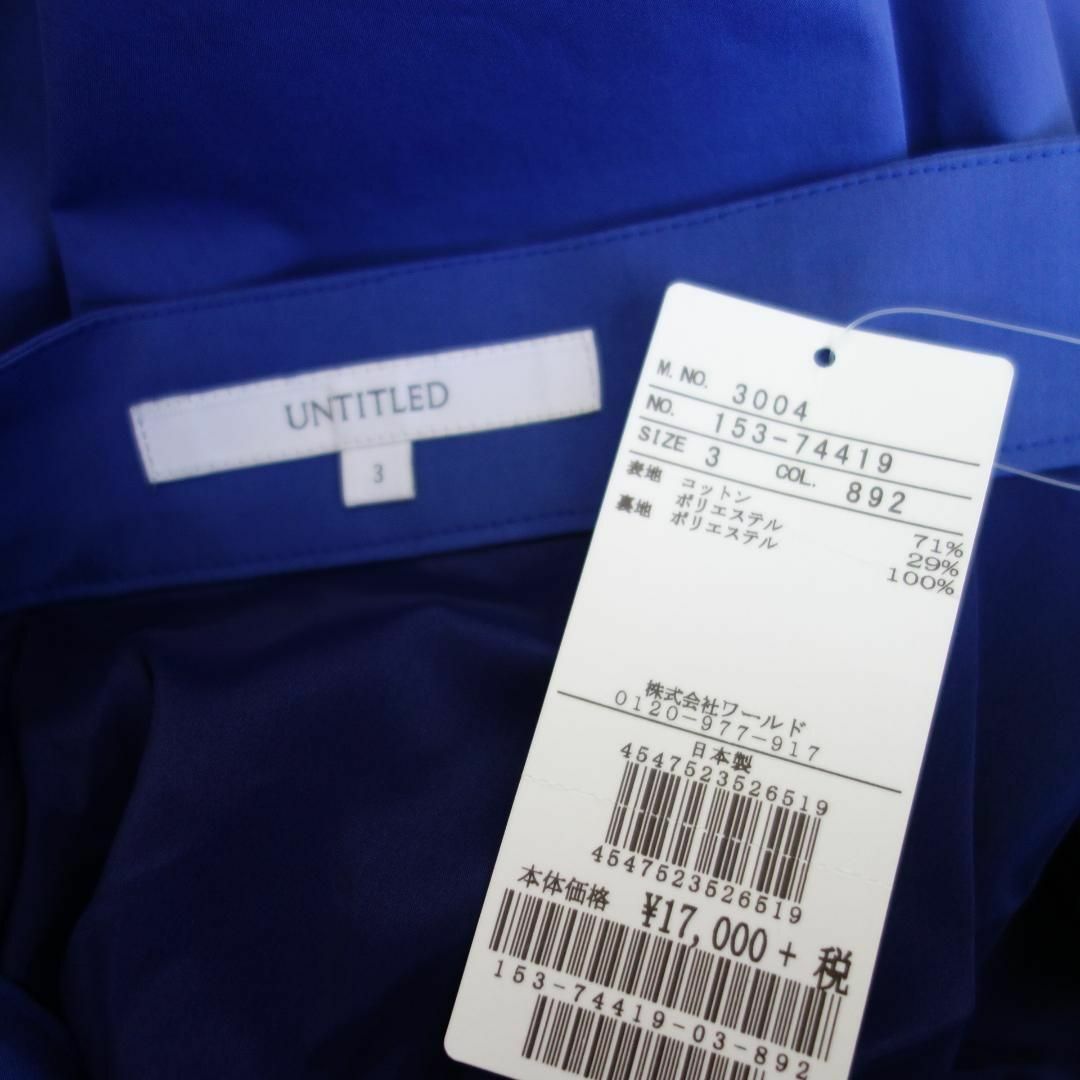 UNTITLED
3
M. NO. 3004
NO. 153-74419
SIZE 3 COL. 892
表地 コットン 71%
ポリエステル 29%
裏地 ポリエステル 100%
株式会社ワールド
0120-977-917
日本製
4547523526519
4547523526519
本体価格 ¥17,000 + 税
153-74419-03-892